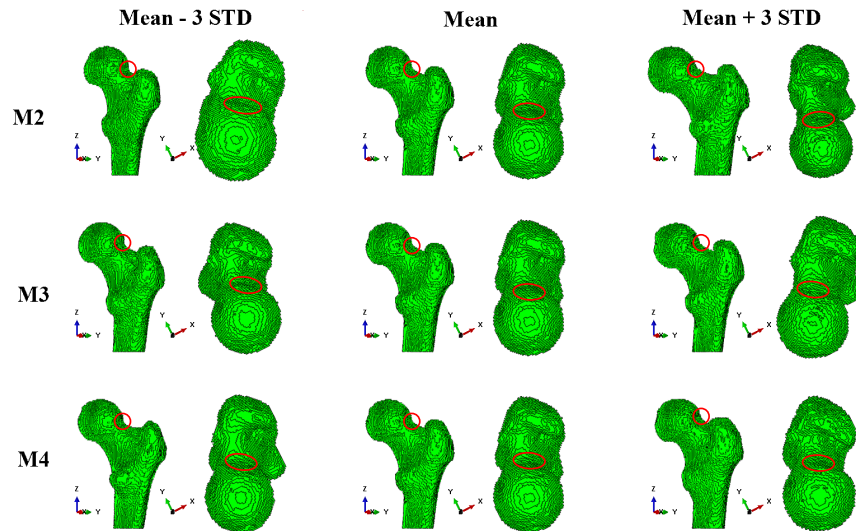 Mean - 3 STD Mean Mean + 3 STD
M2
Z X Y Y X Z X Y Y X Z X Y Y X
M3
Z X Y Y X Z X Y Y X Z X Y Y X
M4
Z X Y Y X Z X Y Y X Z X Y Y X